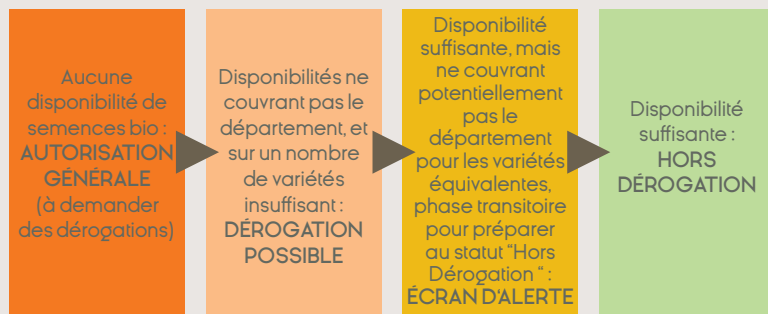 Aucune
disponibilité de
semences bio :
AUTORISATION
GÉNÉRALE
(à demander
des dérogations)
Disponibilités ne
couvrant pas le
département, et
sur un nombre
de variétés
insuffisant :
DÉROGATION
POSSIBLE
Disponibilité
suffisante, mais
ne couvrant
potentiellement
pas le
département
pour les variétés
équivalentes,
phase transitoire
pour préparer
au statut "Hors
Dérogation " :
ÉCRAN D'ALERTE
Disponibilité
suffisante :
HORS
DÉROGATION